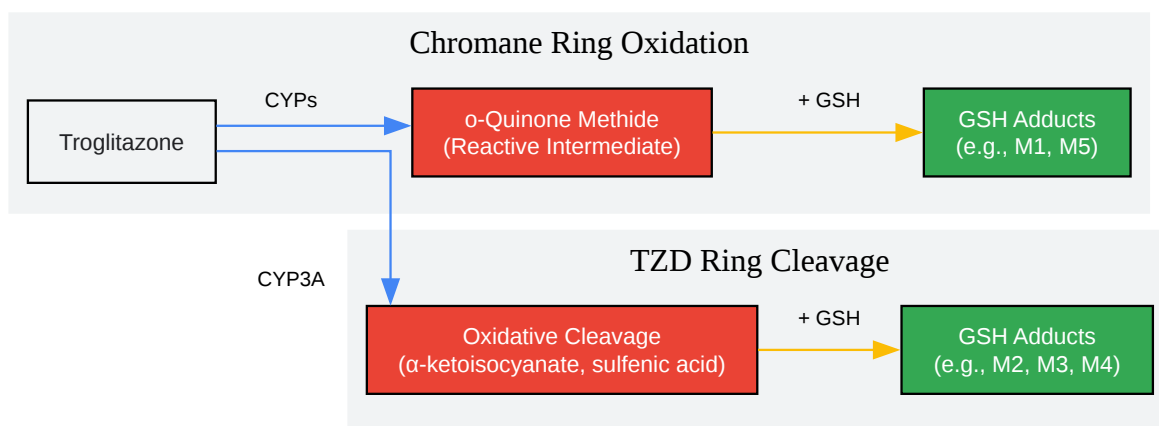 Chromane Ring Oxidation
CYPs
+ GSH
Troglitazone
o-Quinone Methide
(Reactive Intermediate)
GSH Adducts
(e.g., M1, M5)
TZD Ring Cleavage
CYP3A
+ GSH
Oxidative Cleavage
(α-ketoisocyanate, sulfenic acid)
GSH Adducts
(e.g., M2, M3, M4)